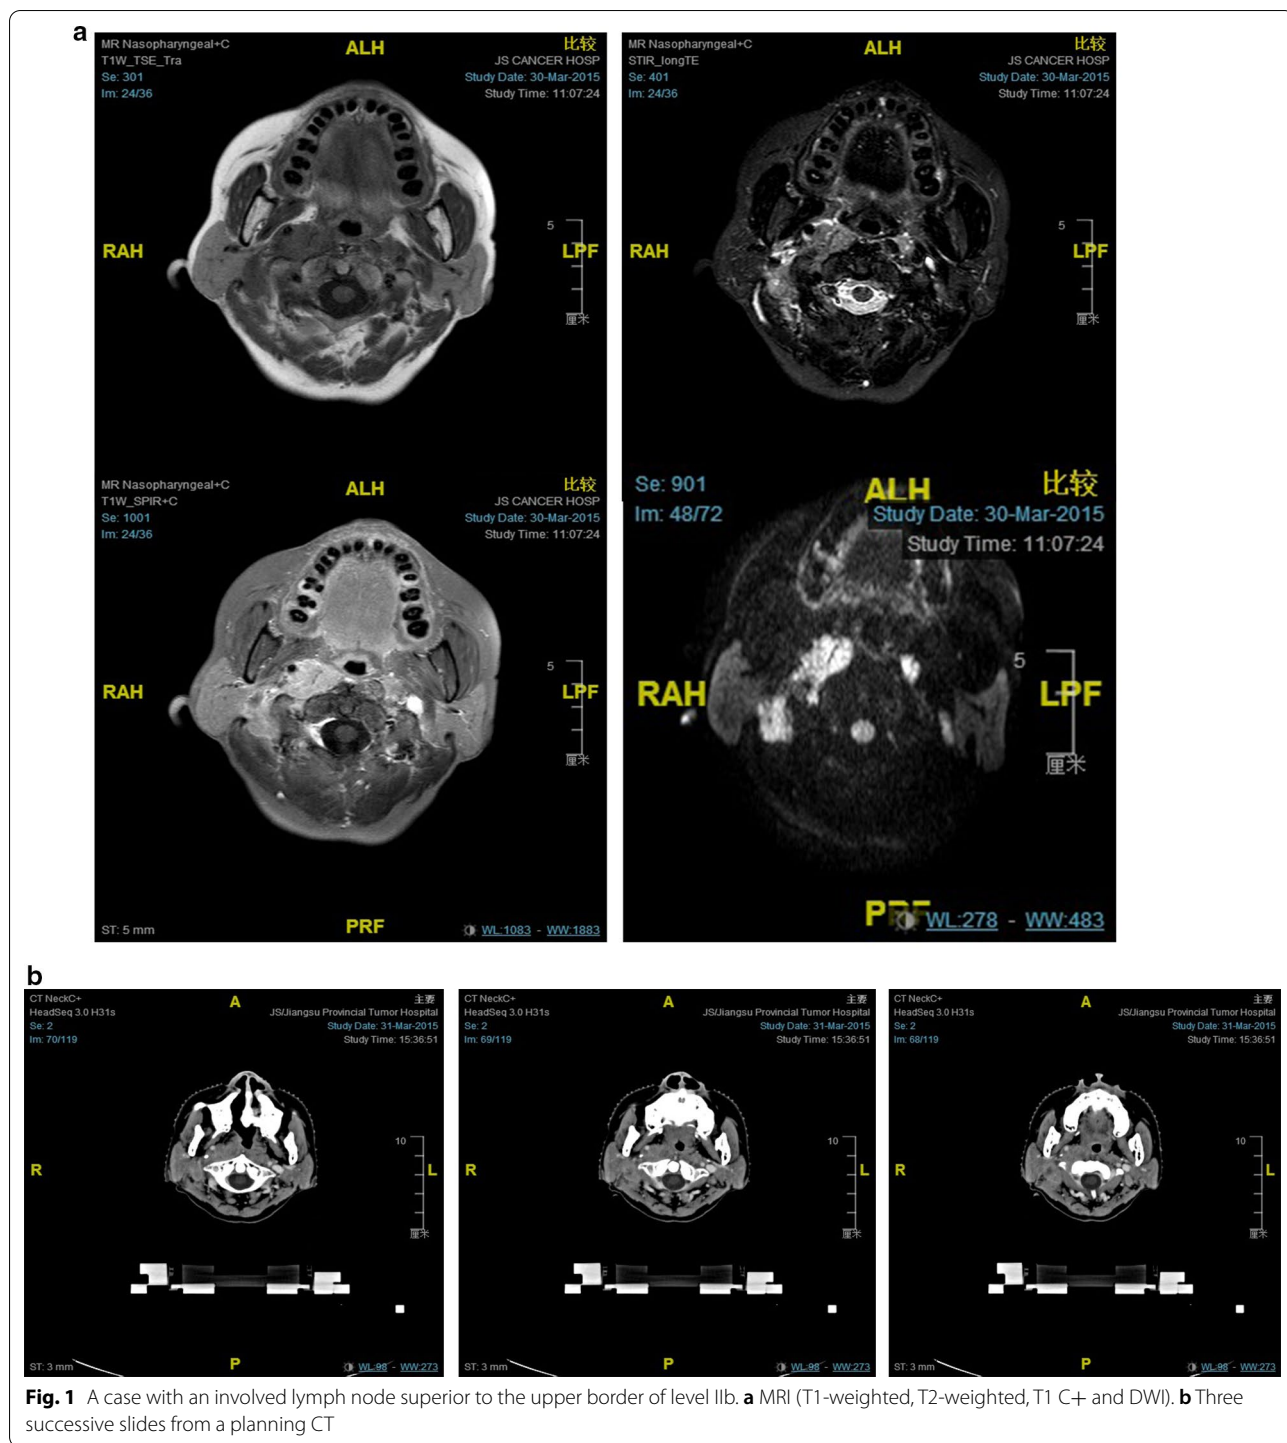 a
MR Nasopharyngeal+C
T1W_TSE_Tra
Se: 301
Im: 24/36
ALH
比较
JS CANCER HOSP
Study Date: 30-Mar-2015
Study Time: 11:07:24
RAH
5
LPF
厘米
MR Nasopharyngeal+C
STIR_longTE
Se: 401
Im: 24/36
ALH
比较
JS CANCER HOSP
Study Date: 30-Mar-2015
Study Time: 11:07:24
RAH
5
LPF
厘米
MR Nasopharyngeal+C
T1W_SPIR+C
Se: 1001
Im: 24/36
ALH
比较
JS CANCER HOSP
Study Date: 30-Mar-2015
Study Time: 11:07:24
RAH
5
LPF
厘米
ST: 5 mm
PRF
WL:1083 - WW:1883
Se: 901
Im: 48/72
ALH
比较
Study Date: 30-Mar-2015
Study Time: 11:07:24
RAH
5
LPF
厘米
PRF
WL:278 - WW:483
b
CT NeckC+
HeadSeq 3.0 H31s
Se: 2
Im: 70/119
A
主要
JS/Jiangsu Provincial Tumor Hospital
Study Date: 31-Mar-2015
Study Time: 15:36:51
R
10
L
厘米
ST: 3 mm
P
WL:98 - WW:273
CT NeckC+
HeadSeq 3.0 H31s
Se: 2
Im: 69/119
A
主要
JS/Jiangsu Provincial Tumor Hospital
Study Date: 31-Mar-2015
Study Time: 15:36:51
R
10
L
厘米
ST: 3 mm
P
WL:98 - WW:273
CT NeckC+
HeadSeq 3.0 H31s
Se: 2
Im: 68/119
A
主要
JS/Jiangsu Provincial Tumor Hospital
Study Date: 31-Mar-2015
Study Time: 15:36:51
R
10
L
厘米
ST: 3 mm
P
WL:98 - WW:273
Fig. 1 A case with an involved lymph node superior to the upper border of level IIb. a MRI (T1-weighted, T2-weighted, T1 C+ and DWI). b Three
successive slides from a planning CT